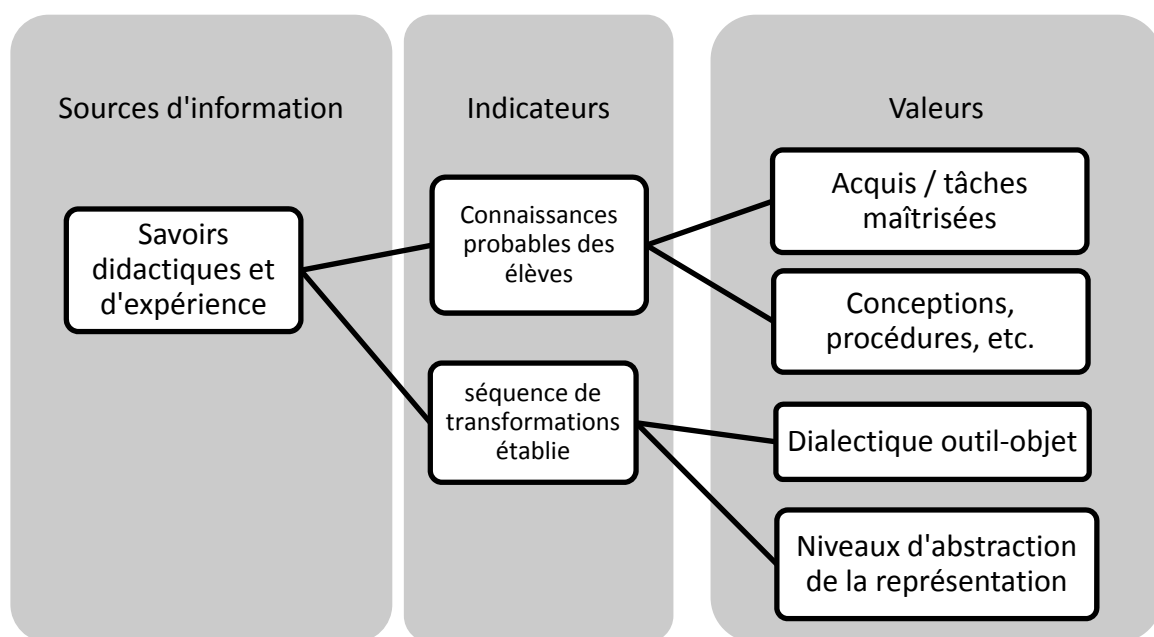 Sources d'information
Indicateurs
Valeurs
Savoirs
didactiques et
d'expérience
Connaissances
probables des
élèves
séquence de
transformations
établie
Acquis / tâches
maîtrisées
Conceptions,
procédures, etc.
Dialectique outil-objet
Niveaux d'abstraction
de la représentation